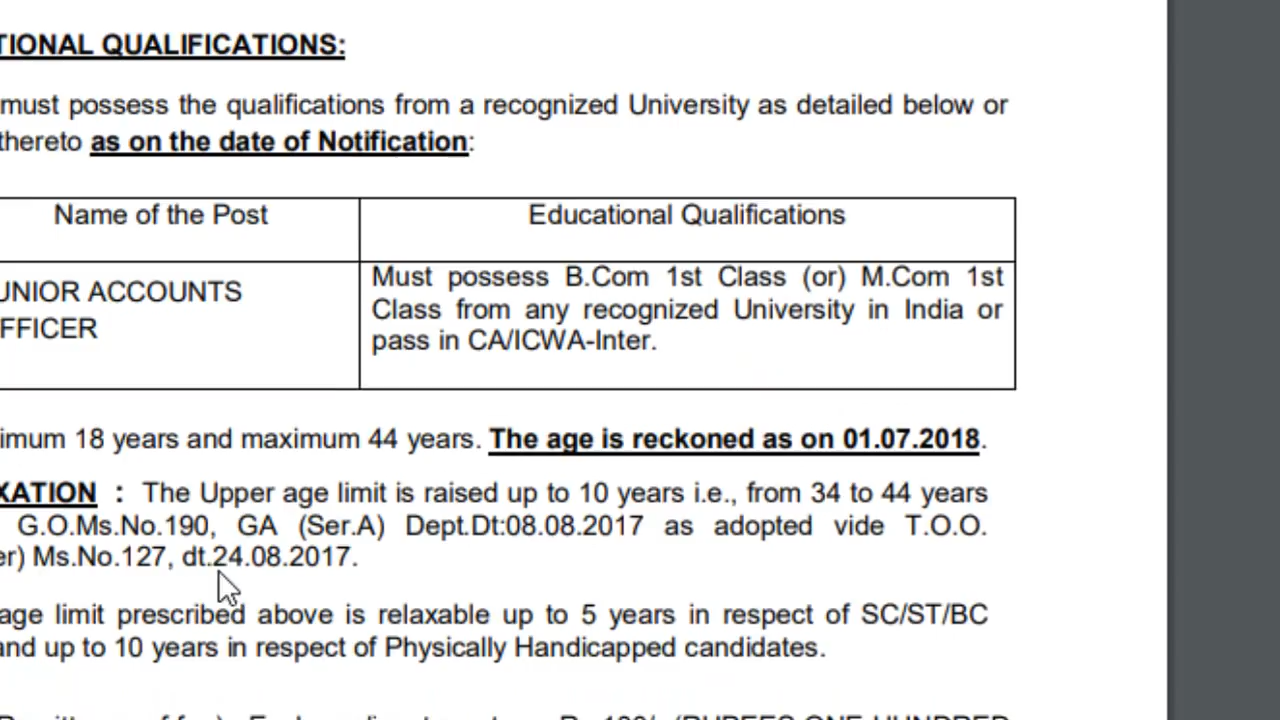 TIONAL QUALIFICATIONS:
must possess the qualifications from a recognized University as detailed below or
thereto as on the date of Notification:
Name of the Post
Educational Qualifications
UNIOR ACCOUNTS
FFICER
Must possess B.Com 1st Class (or) M.Com 1st
Class from any recognized University in India or
pass in CA/ICWA-Inter.
imum 18 years and maximum 44 years. The age is reckoned as on 01.07.2018.
XATION : The Upper age limit is raised up to 10 years i.e., from 34 to 44 years
G.O.Ms.No.190, GA (Ser.A) Dept.Dt:08.08.2017 as adopted vide T.O.O.
er) Ms.No.127, dt.24.08.2017.
age limit prescribed above is relaxable up to 5 years in respect of SC/ST/BC
and up to 10 years in respect of Physically Handicapped candidates.